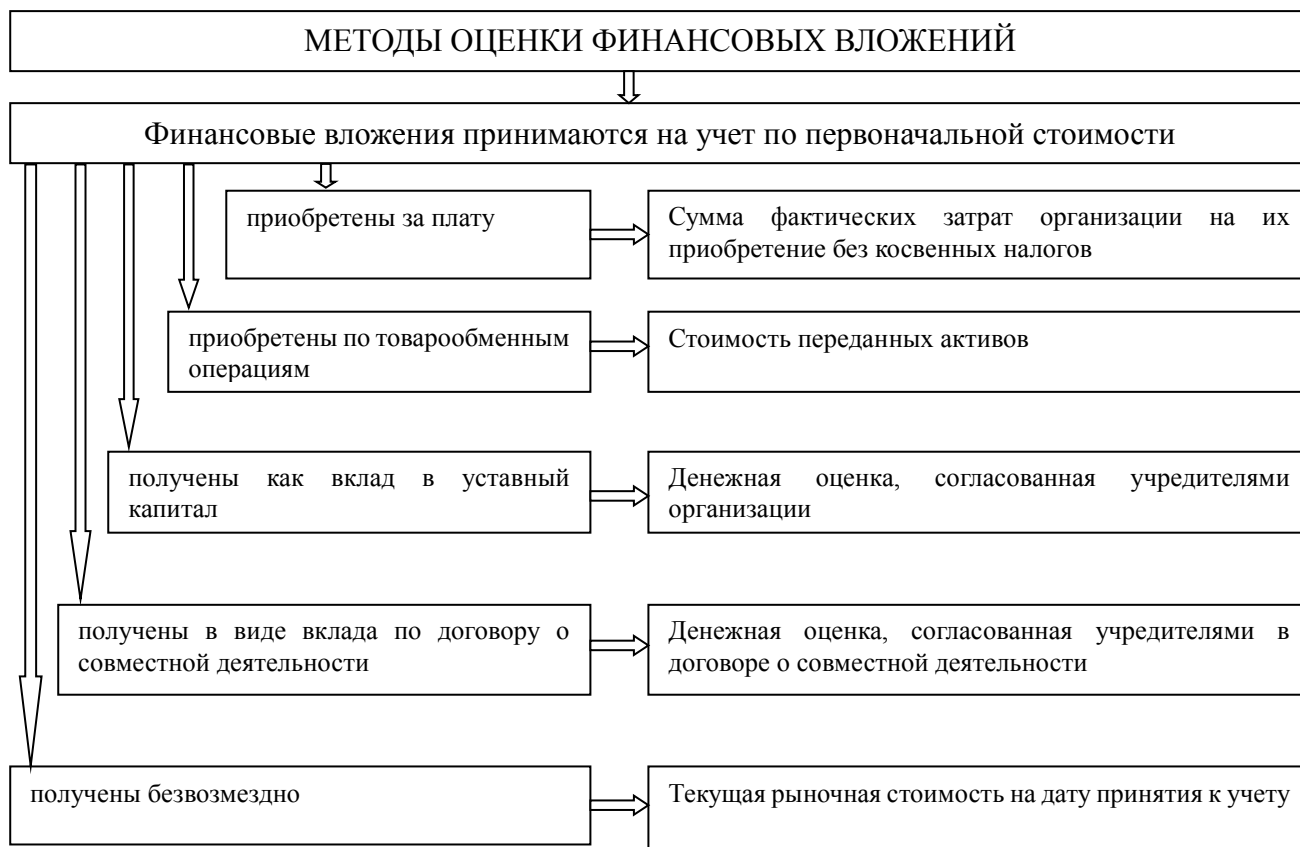 МЕТОДЫ ОЦЕНКИ ФИНАНСОВЫХ ВЛОЖЕНИЙ
Финансовые вложения принимаются на учет по первоначальной стоимости
приобретены за плату
Сумма фактических затрат организации на их
приобретение без косвенных налогов
приобретены по товарообменным
операциям
Стоимость переданных активов
получены как вклад в уставный
капитал
Денежная оценка, согласованная учредителями
организации
получены в виде вклада по договору о
совместной деятельности
Денежная оценка, согласованная учредителями в
договоре о совместной деятельности
получены безвозмездно
Текущая рыночная стоимость на дату принятия к учету